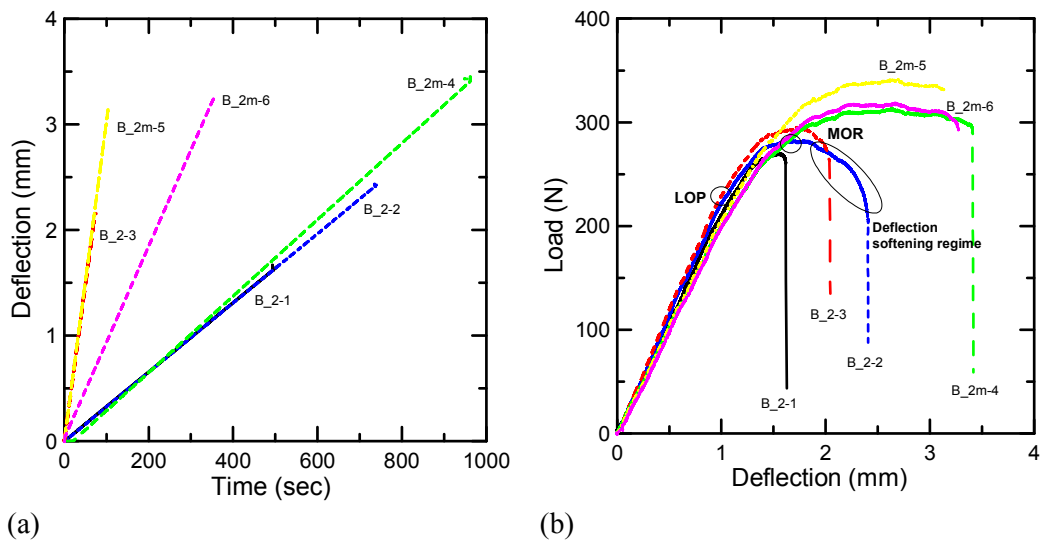 4
3
2
1
0
Deflection (mm)
0 200 400 600 800 1000
Time (sec)
B_2m-5
B_2m-6
B_2m-4
B_2-3
B_2-2
B_2-1
(a)
400
300
200
100
0
Load (N)
0 1 2 3 4
Deflection (mm)
B_2m-5
B_2m-6
MOR
LOP
Deflection
softening regime
B_2-3
B_2-2
B_2m-4
B_2-1
(b)